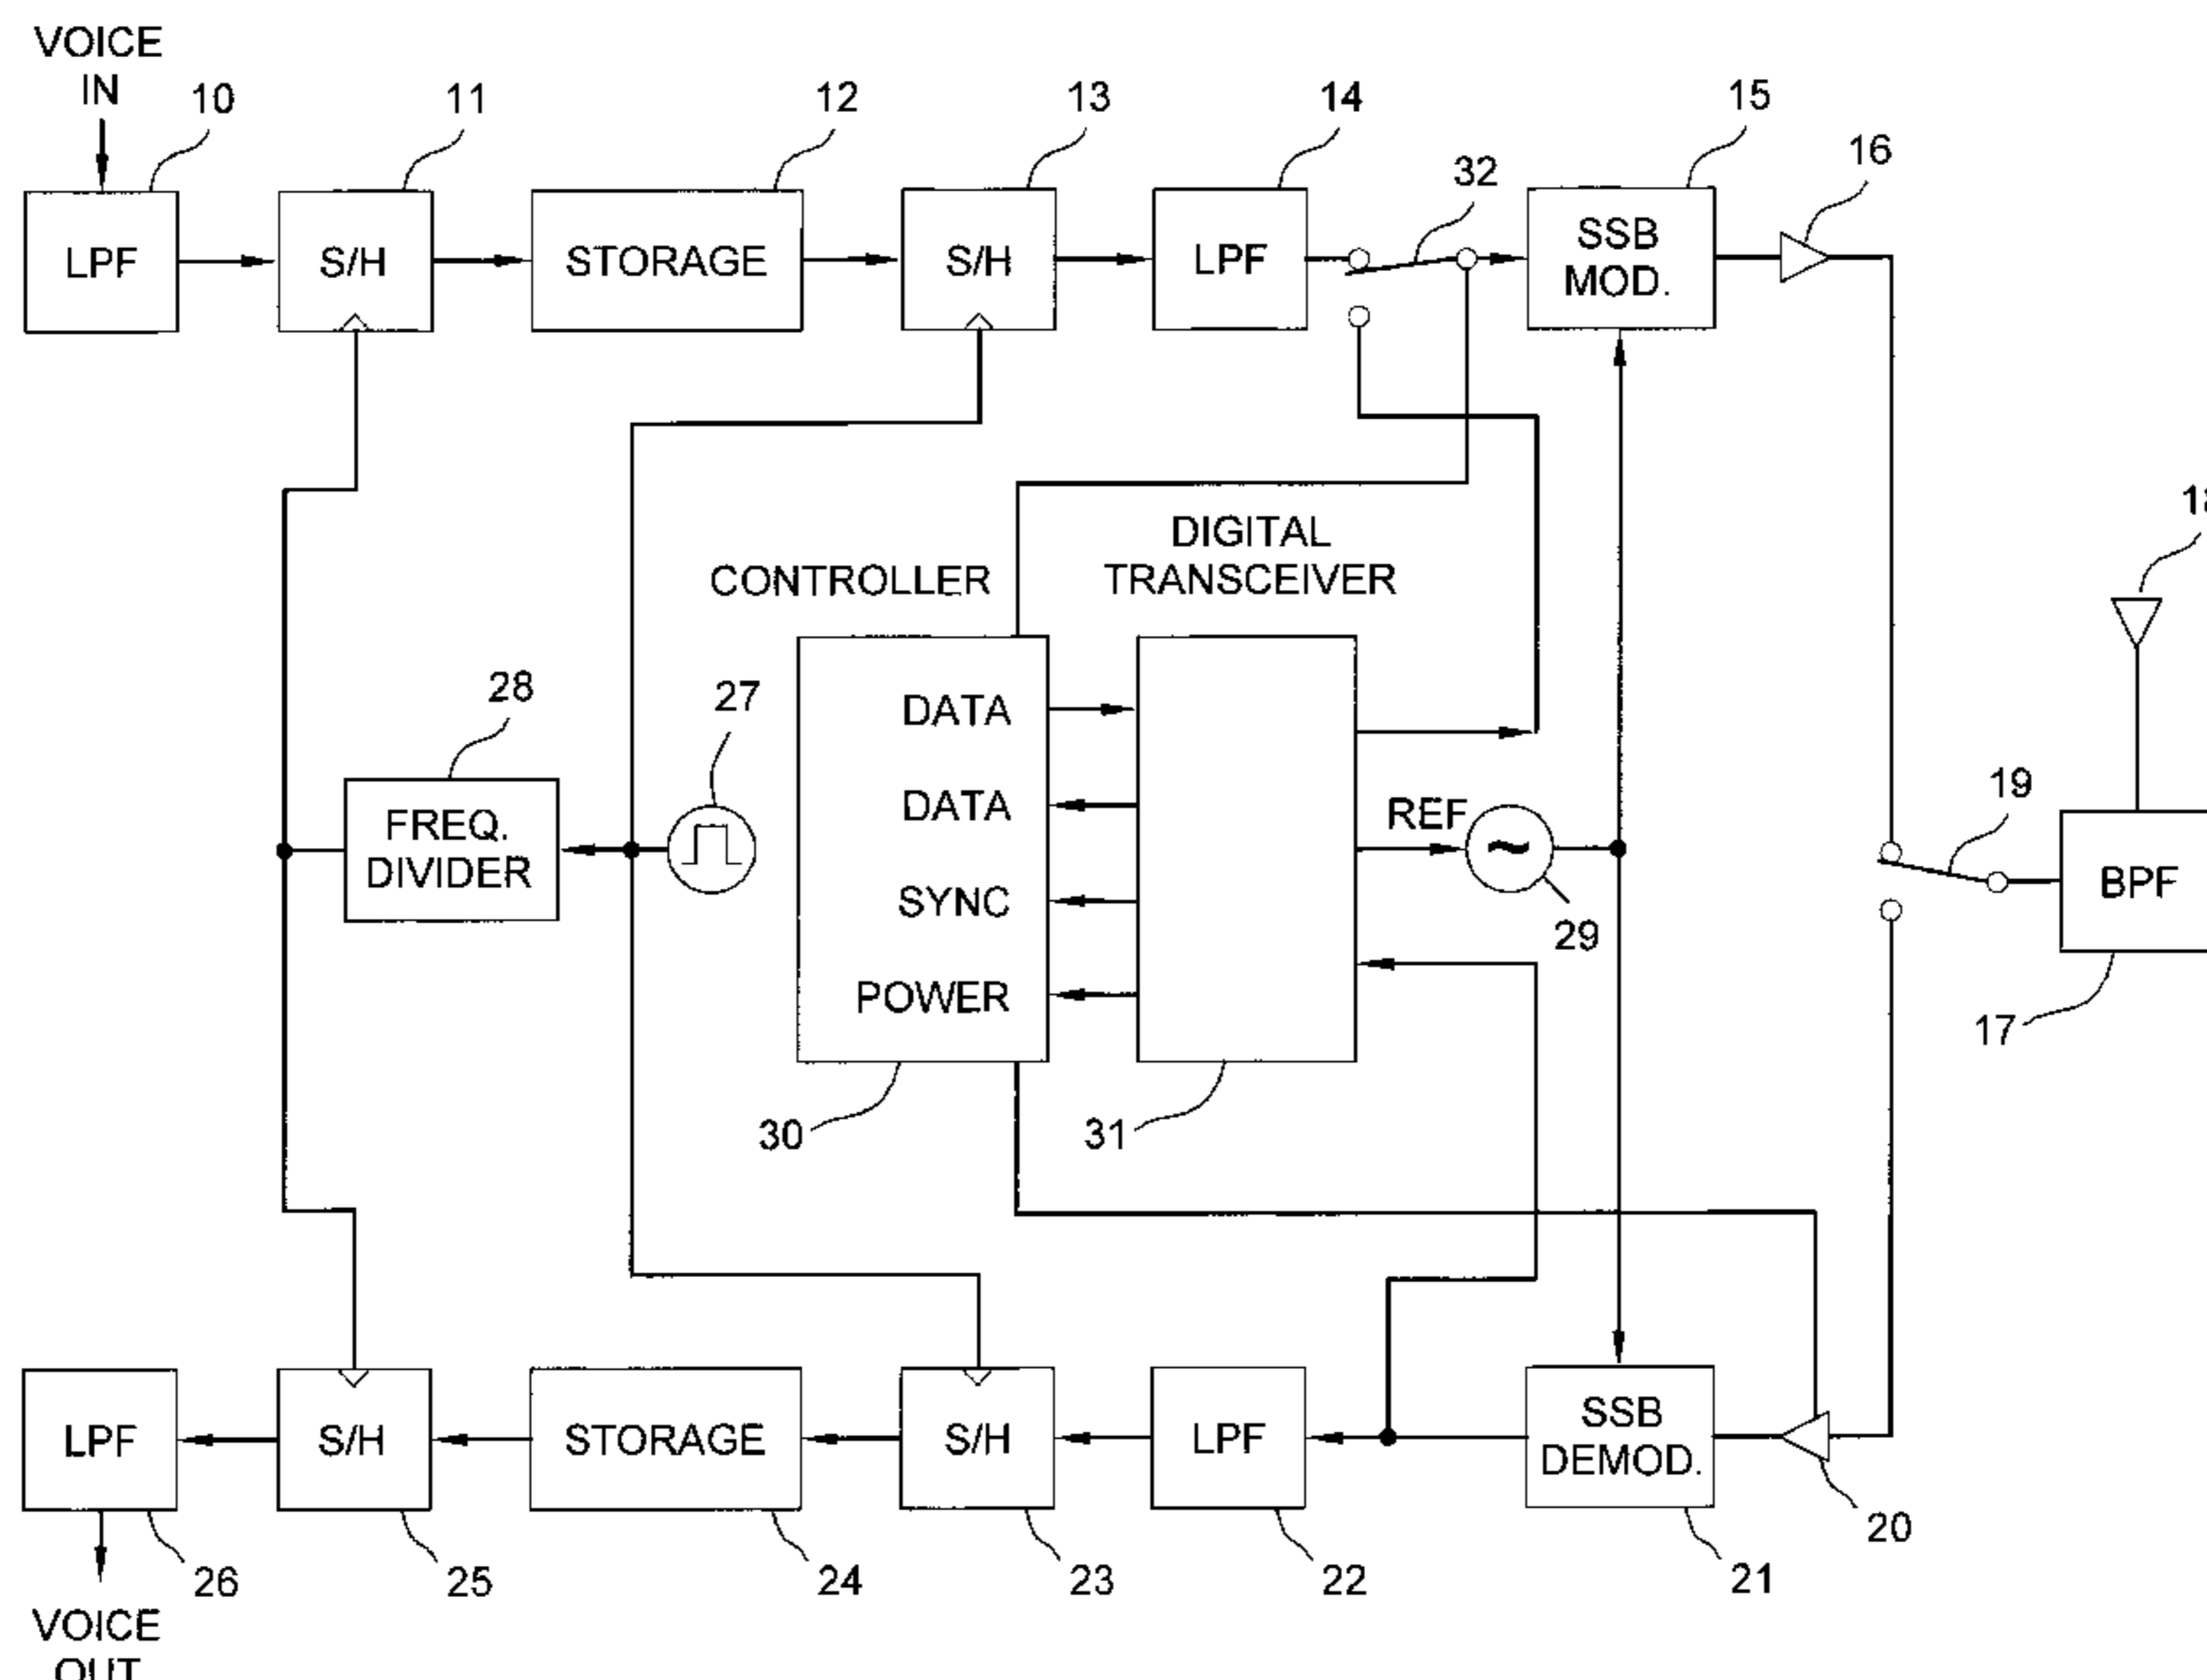 VOICE
IN
10
11
12
13
14
32
15
16
LPF
S/H
STORAGE
S/H
LPF
SSB
MOD.
CONTROLLER
DIGITAL
TRANSCEIVER
28
27
FREQ.
DIVIDER
DATA
DATA
SYNC
POWER
REF
29
30
31
19
BPF
17
LPF
S/H
STORAGE
S/H
LPF
SSB
DEMOD.
20
26
25
24
23
22
21
VOICE
OUT